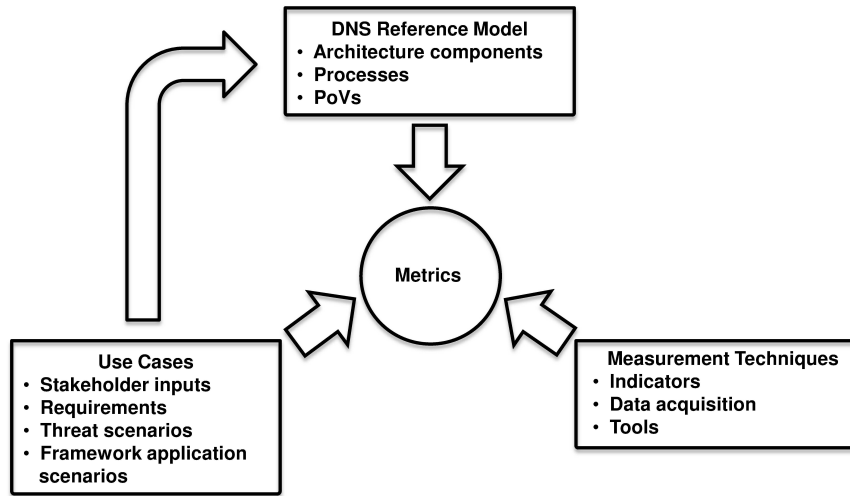 DNS Reference Model
• Architecture components
• Processes
• PoVs
Metrics
Use Cases
• Stakeholder inputs
• Requirements
• Threat scenarios
• Framework application
scenarios
Measurement Techniques
• Indicators
• Data acquisition
• Tools